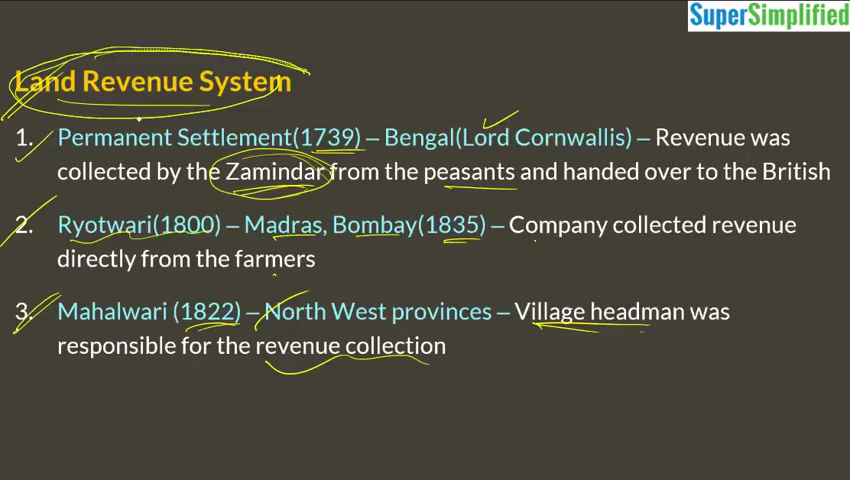 SuperSimplified
Land Revenue System
1. Permanent Settlement(1739) – Bengal(Lord Cornwallis) – Revenue was
collected by the Zamindar from the peasants and handed over to the British
2. Ryotwari(1800) – Madras, Bombay(1835) – Company collected revenue
directly from the farmers
3. Mahalwari (1822) – North West provinces – Village headman was
responsible for the revenue collection